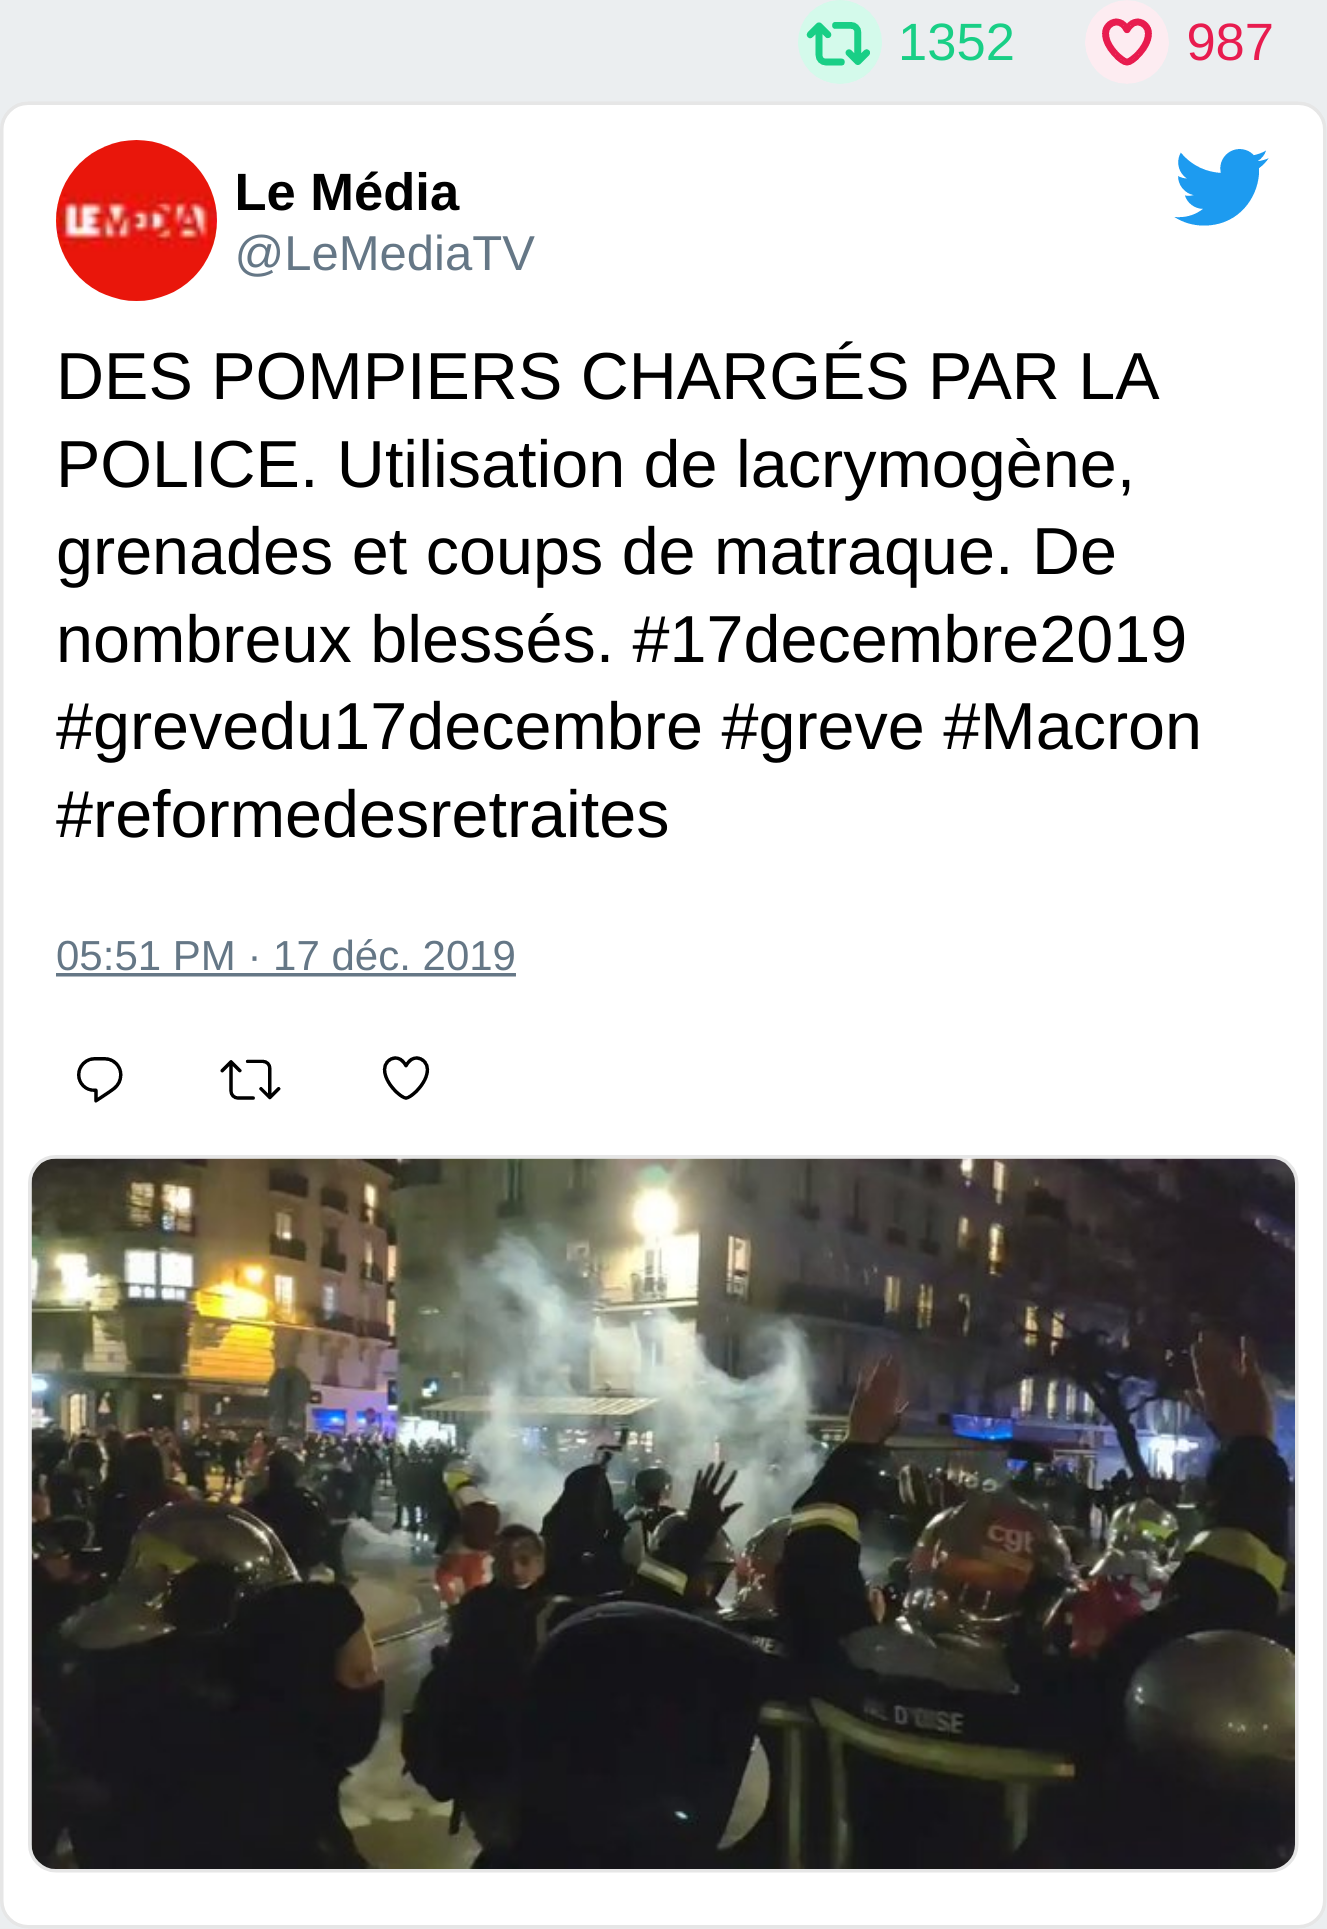 1352 987
LE MEDIA
Le Média
@LeMediaTV
DES POMPIERS CHARGÉS PAR LA
POLICE. Utilisation de lacrymogène,
grenades et coups de matraque. De
nombreux blessés. #17decembre2019
#grevedu17decembre #greve #Macron
#reformedesretraites
05:51 PM · 17 déc. 2019
cgt
D'OISE